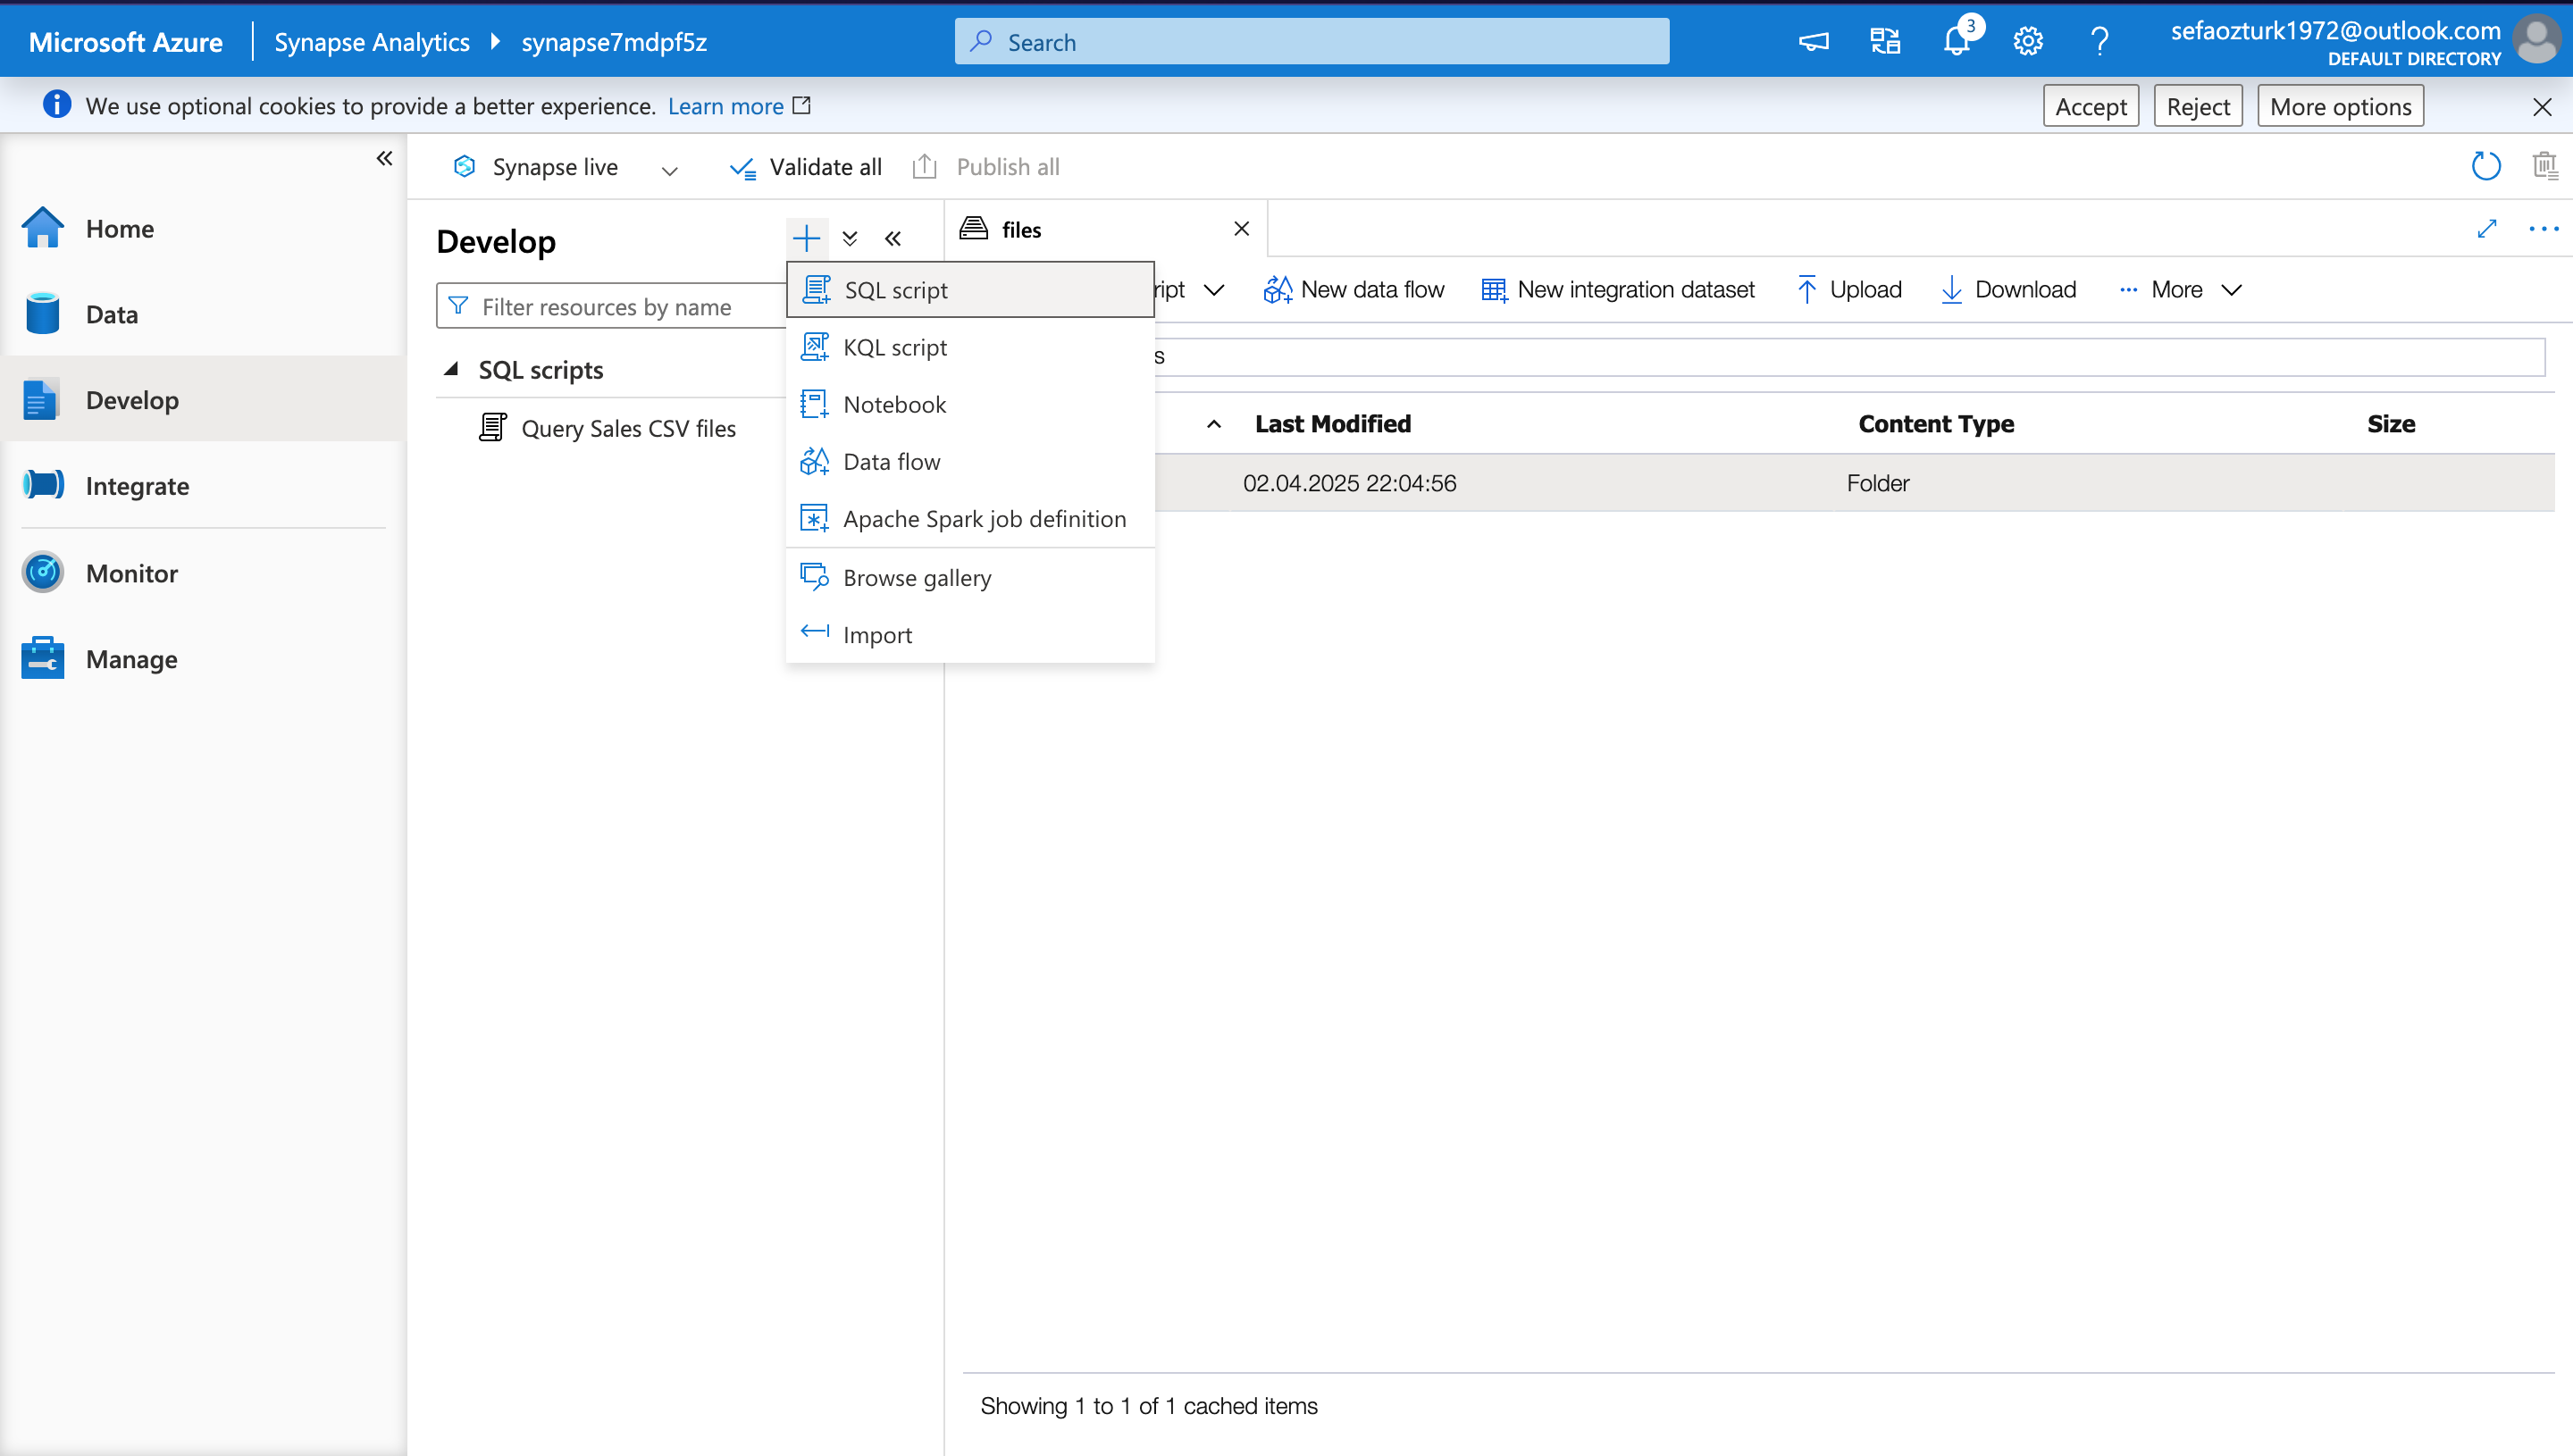 Microsoft Azure
Synapse Analytics
synapse7mdpf5z
Search
3
sefaozturk1972@outlook.com
DEFAULT DIRECTORY
We use optional cookies to provide a better experience. Learn more
Accept
Reject
More options
Synapse live
Validate all
Publish all
Home
Data
Develop
Integrate
Monitor
Manage
Develop
Filter resources by name
SQL scripts
Query Sales CSV files
SQL script
KQL script
Notebook
Data flow
Apache Spark job definition
Browse gallery
Import
files
New data flow
New integration dataset
Upload
Download
More
Last Modified
Content Type
Size
02.04.2025 22:04:56
Folder
Showing 1 to 1 of 1 cached items